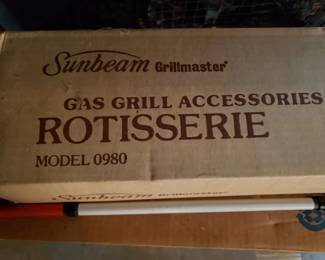 Sunbeam Grillmaster
GAS GRILL ACCESSORIES
ROTISSERIE
MODEL 0980
Sunbeam Grillmaster